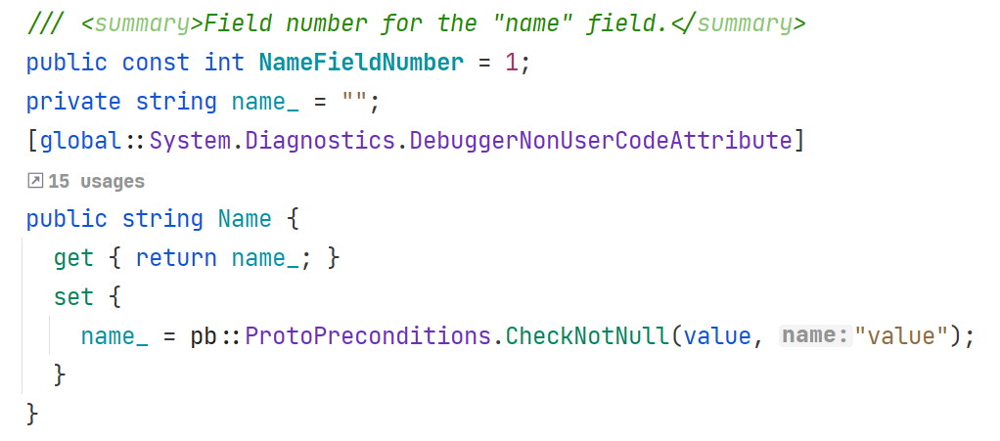 /// <summary>Field number for the "name" field.</summary>
public const int NameFieldNumber = 1;
private string name_ = "";
[global::System.Diagnostics.DebuggerNonUserCodeAttribute]
15 usages
public string Name {
get { return name_; }
set {
name_ = pb::ProtoPreconditions.CheckNotNull(value, name:"value");
}
}